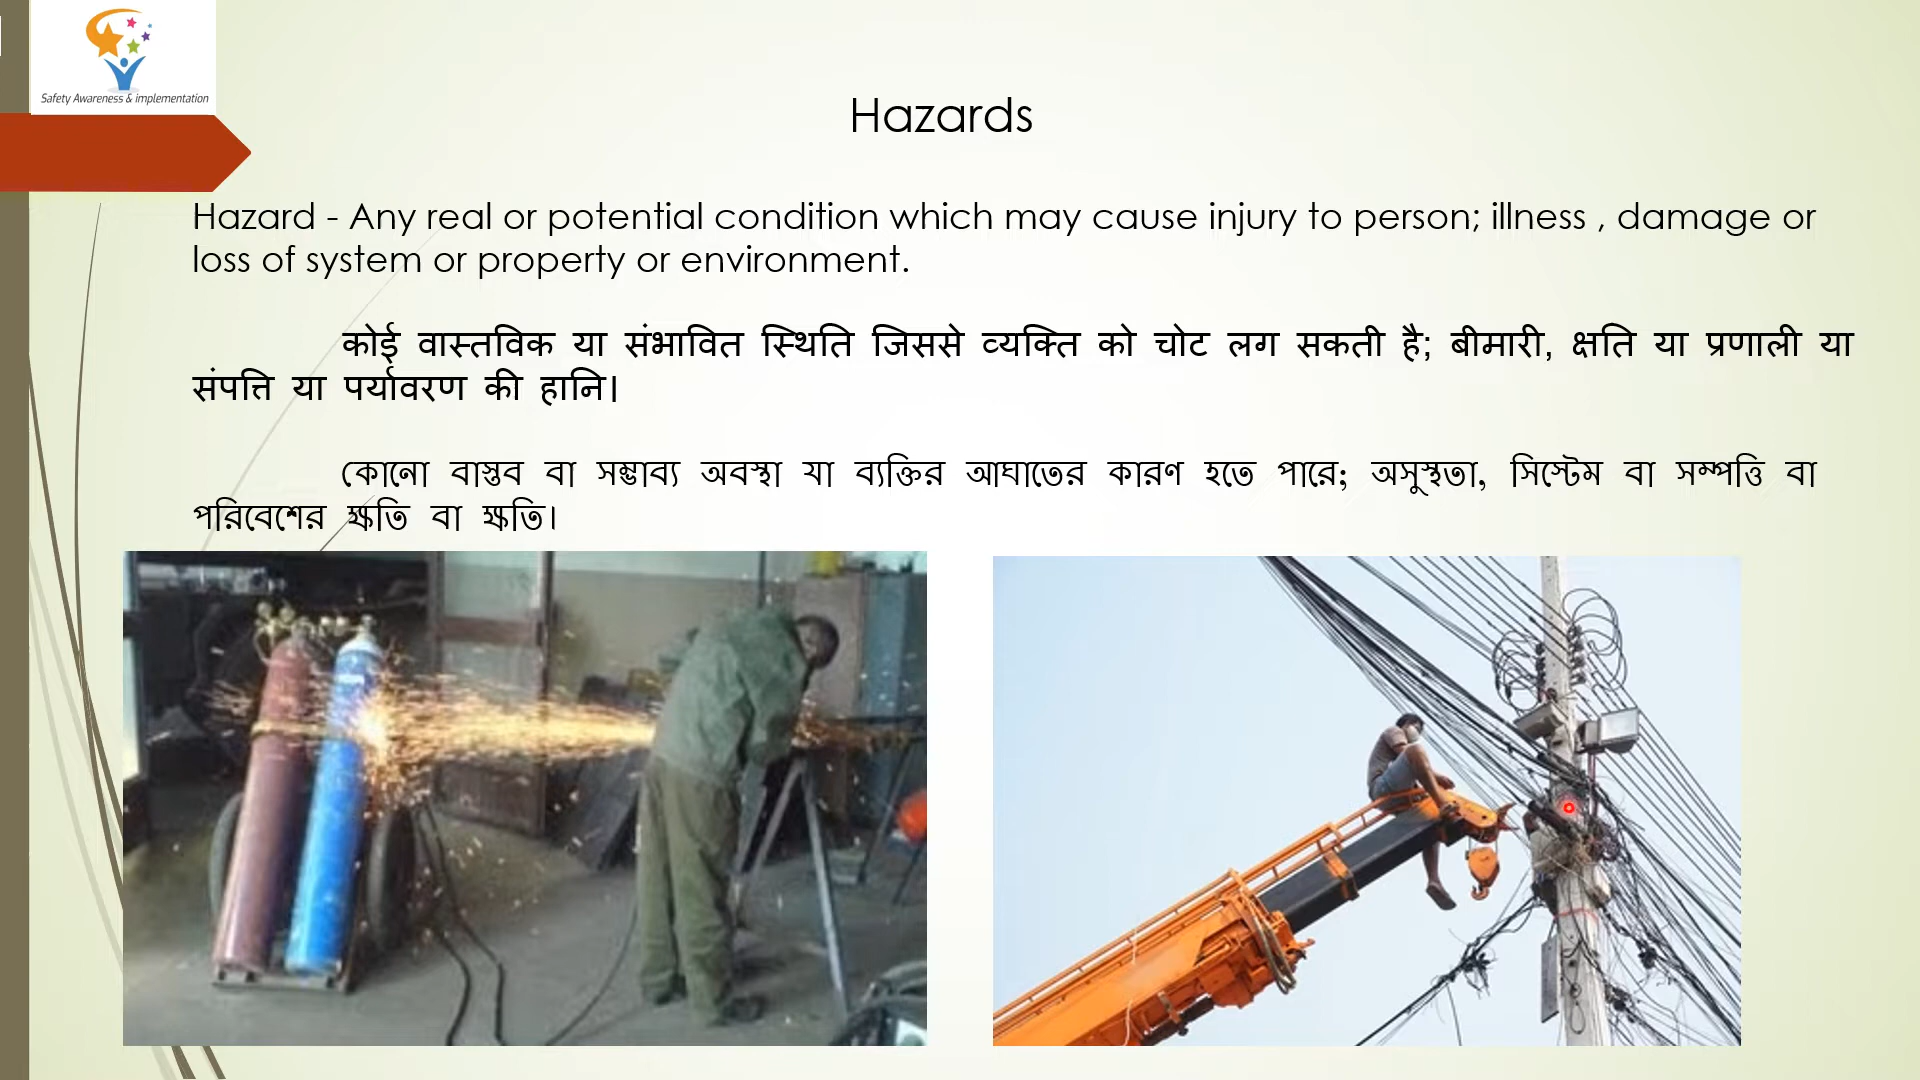 Safety Awareness & implementation
Hazards
Hazard - Any real or potential condition which may cause injury to person; illness , damage or
loss of system or property or environment.
कोई वास्तविक या संभावित स्थिति जिससे व्यक्ति को चोट लग सकती है; बीमारी, क्षति या प्रणाली या
संपत्ति या पर्यावरण की हानि।
কোনো বাস্তব বা সম্ভাব্য অবস্থা যা ব্যক্তির আঘাতের কারণ হতে পারে; অসুস্থতা, সিস্টেম বা সম্পত্তি বা
পরিবেশের ক্ষতি বা ক্ষতি।